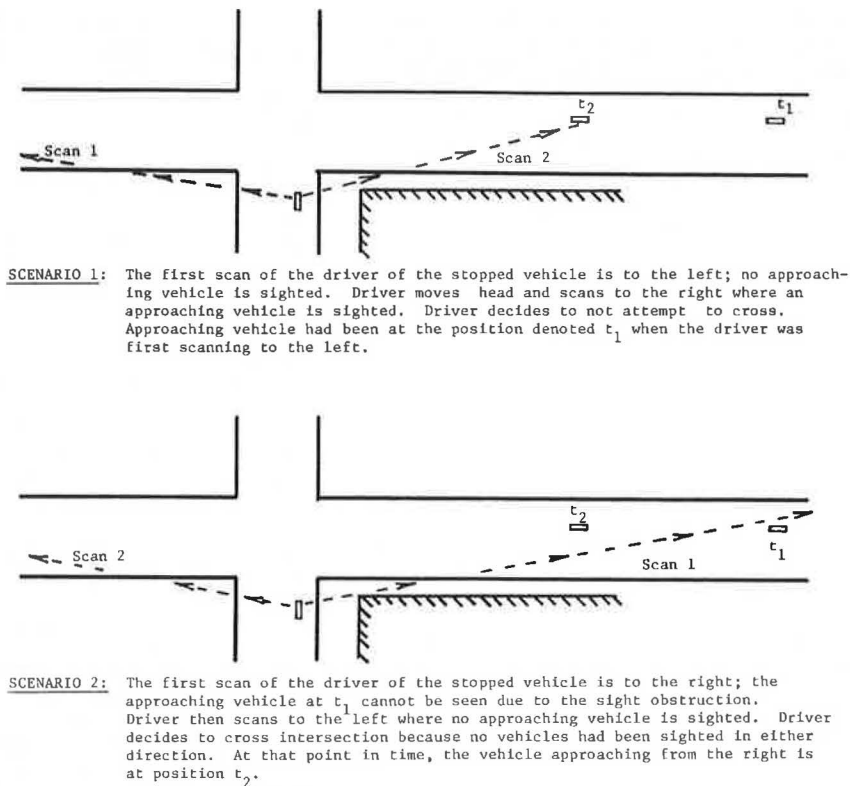 t2
t1
Scan 1
Scan 2
SCENARIO 1: The first scan of the driver of the stopped vehicle is to the left; no approach-
ing vehicle is sighted. Driver moves head and scans to the right where an
approaching vehicle is sighted. Driver decides to not attempt to cross.
Approaching vehicle had been at the position denoted t1 when the driver was
first scanning to the left.
t2
t1
Scan 2
Scan 1
SCENARIO 2: The first scan of the driver of the stopped vehicle is to the right; the
approaching vehicle at t1 cannot be seen due to the sight obstruction.
Driver then scans to the left where no approaching vehicle is sighted. Driver
decides to cross intersection because no vehicles had been sighted in either
direction. At that point in time, the vehicle approaching from the right is
at position t2.